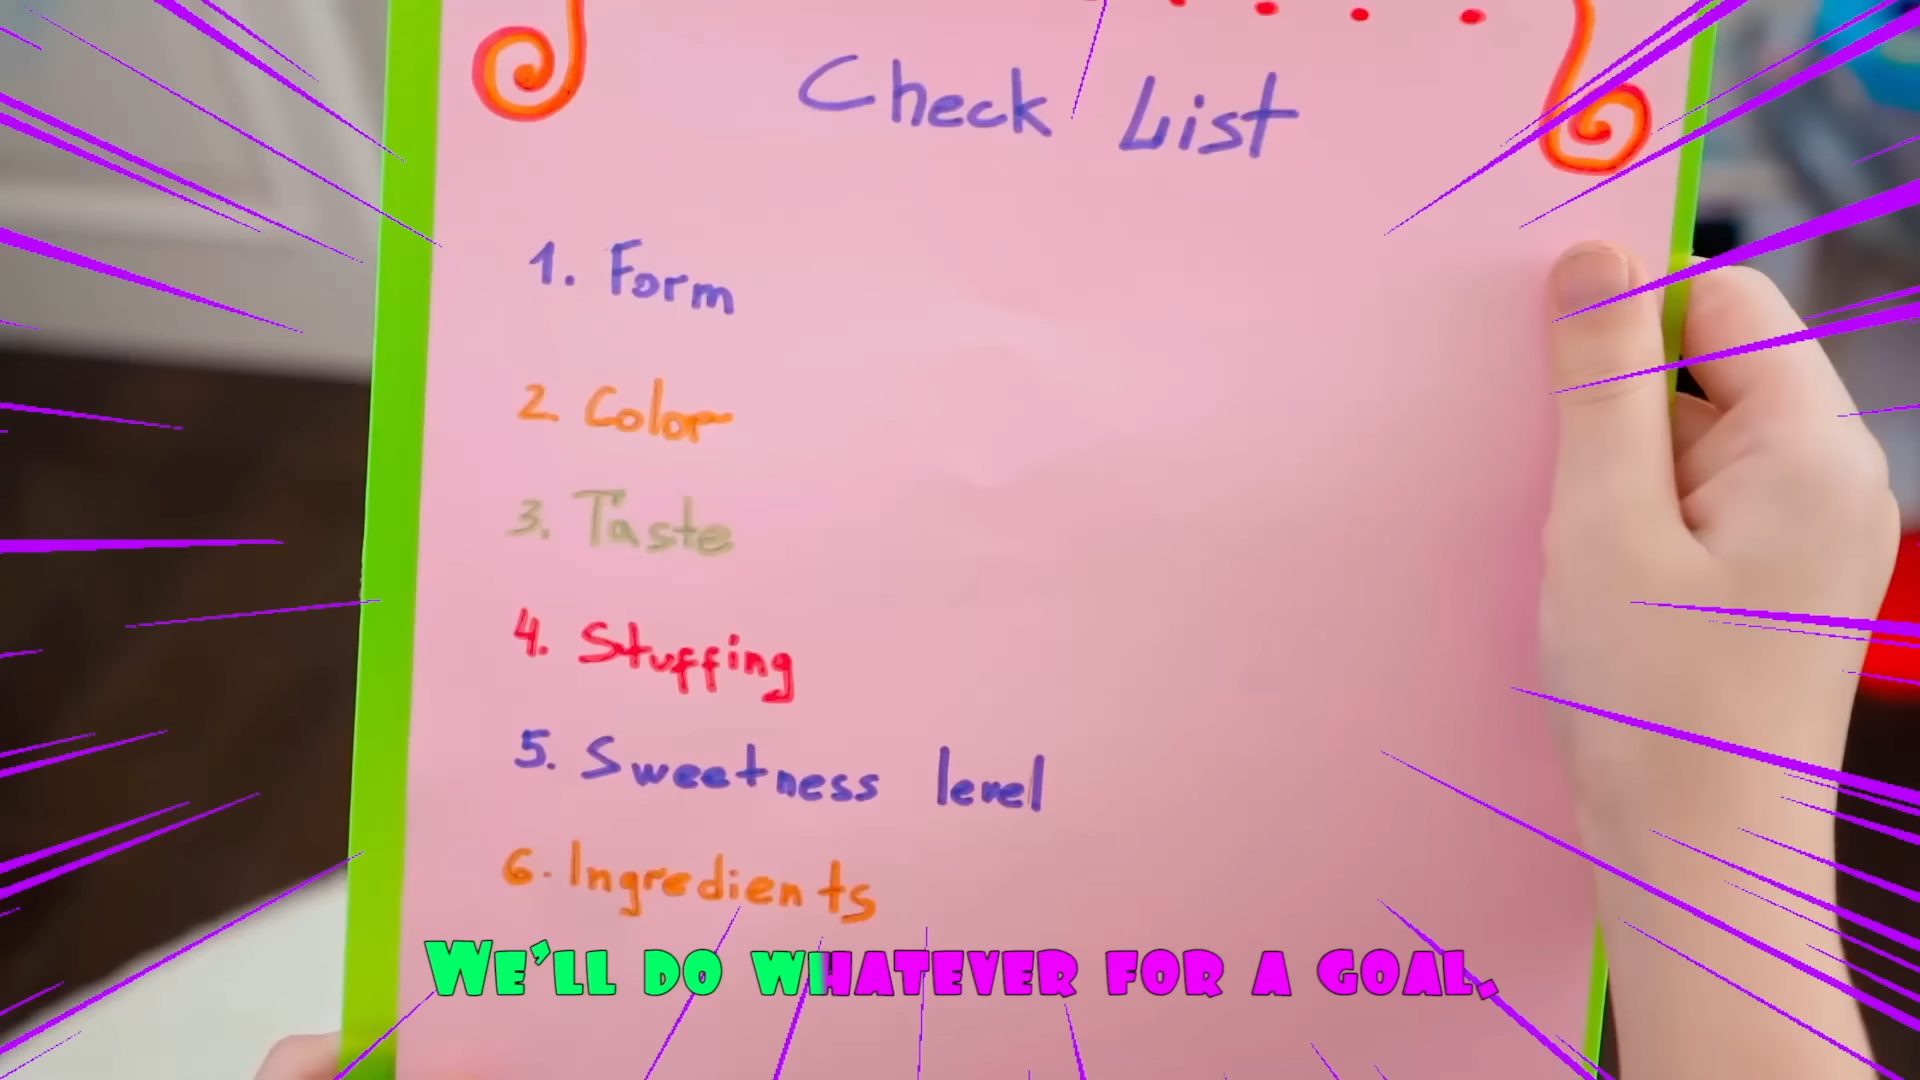 Check List
1. Form
2. Color
3. Taste
4. Stuffing
5. Sweetness level
6. Ingredients
WE'LL DO WHATEVER FOR A GOAL.